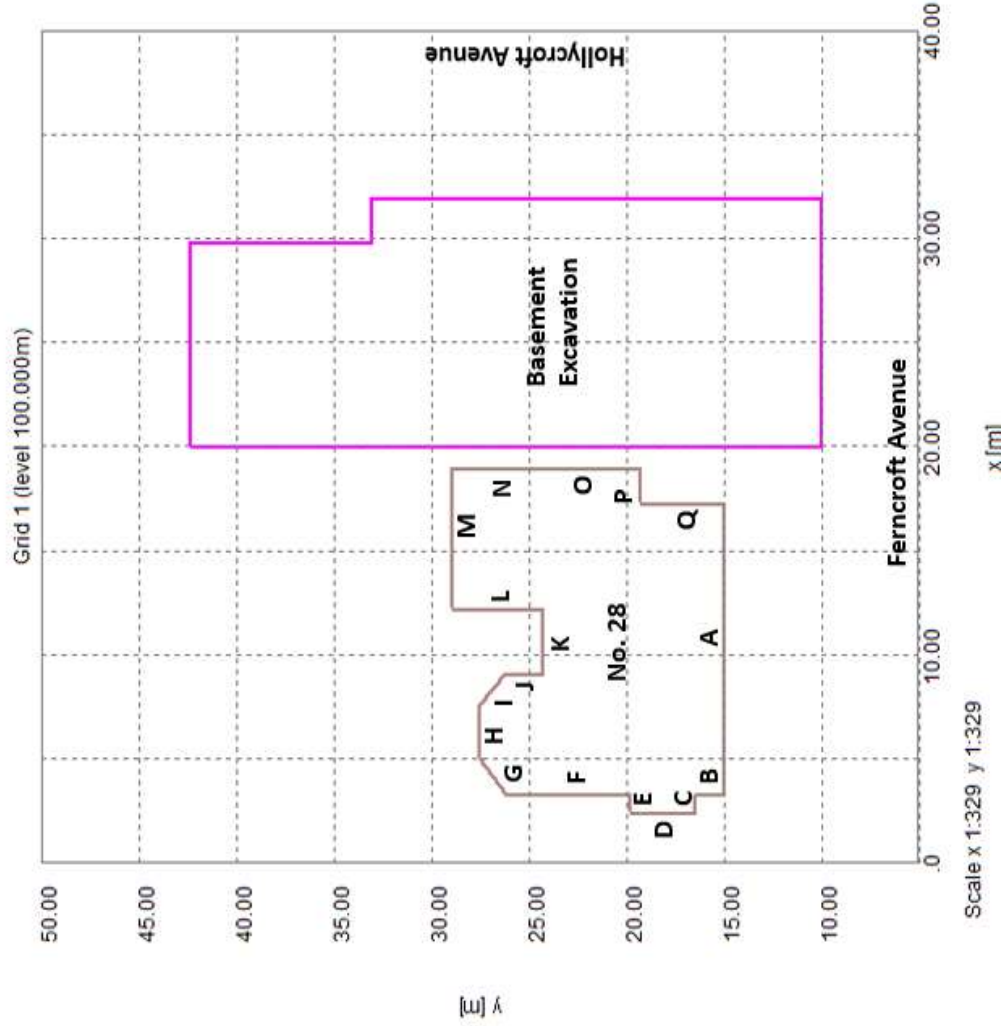 Grid 1 (level 100.000m)
50.00
45.00
40.00
35.00
30.00
25.00
20.00
15.00
10.00
y [m]
Hollycroft Avenue
Basement
Excavation
M
N
L
O
P
Q
K
J
I
H
G
F
No. 28
E
D
C
B
A
Ferncroft Avenue
.0
10.00
20.00
30.00
40.00
x [m]
Scale x 1:329 y 1:329